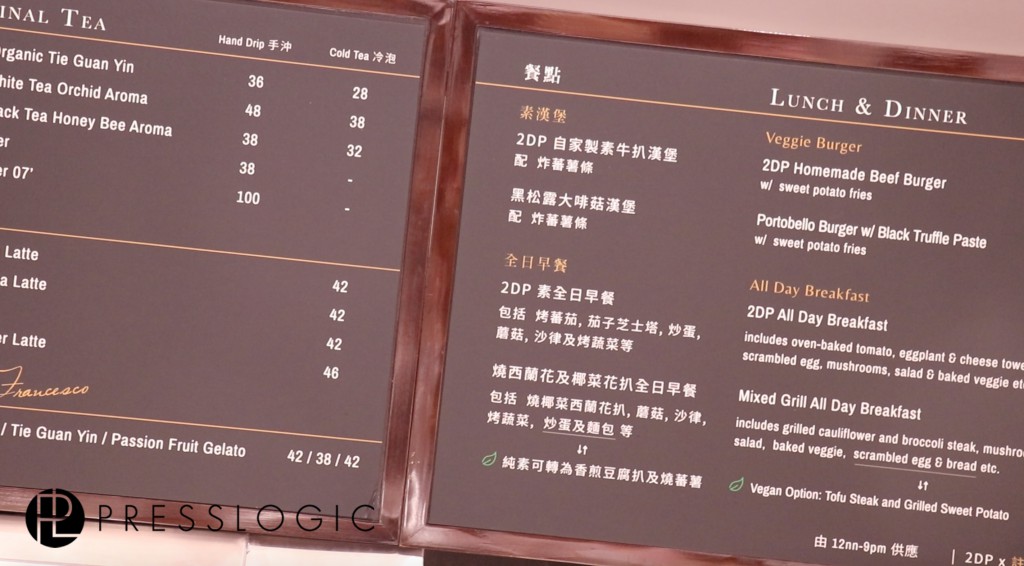 INAL TEA
Hand Drip 手沖 Cold Tea 冷泡
rganic Tie Guan Yin 36 28
hite Tea Orchid Aroma 48 38
ack Tea Honey Bee Aroma 38 32
er 38 -
er 07' 100 -
Latte 42
a Latte 42
42
er Latte 46
Francesco
/ Tie Guan Yin / Passion Fruit Gelato 42 / 38 / 42
餐點
LUNCH & DINNER
素漢堡
2DP 自家製素牛扒漢堡
配 炸蕃薯條
黑松露大啡菇漢堡
配 炸蕃薯條
全日早餐
2DP 素全日早餐
包括 烤蕃茄, 茄子芝士塔, 炒蛋,
蘑菇, 沙律及烤蔬菜等
燒西蘭花及椰菜花扒全日早餐
包括 燒椰菜西蘭花扒, 蘑菇, 沙律,
烤蔬菜, 炒蛋及麵包 等
純素可轉為香煎豆腐扒及燒蕃薯
Veggie Burger
2DP Homemade Beef Burger
w/ sweet potato fries
Portobello Burger w/ Black Truffle Paste
w/ sweet potato fries
All Day Breakfast
2DP All Day Breakfast
includes oven-baked tomato, eggplant & cheese towe
scrambled egg, mushrooms, salad & baked veggie et
Mixed Grill All Day Breakfast
includes grilled cauliflower and broccoli steak, mushroo
salad, baked veggie, scrambled egg & bread etc.
Vegan Option: Tofu Steak and Grilled Sweet Potato
由 12nn-9pm 供應 | 2DP x
PRESSLOGIC